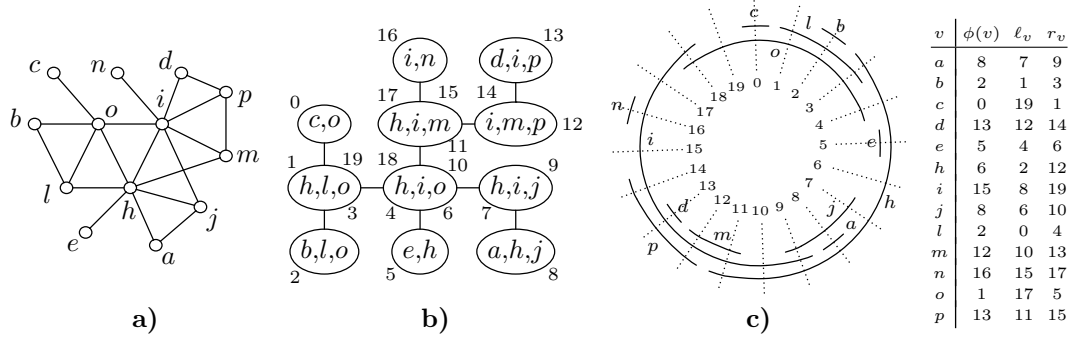 c
n
d
p
b
o
i
m
l
h
j
e
a
a)
16
13
i,n
d,i,p
0
17
15
14
c,o
h,i,m
i,m,p
12
11
1
19
18
10
9
h,l,o
h,i,o
h,i,j
3
4
6
7
b,l,o
e,h
a,h,j
2
5
8
b)
c
l
b
o
n
i
e
h
d
m
j
a
p
0
1
2
3
4
5
6
7
8
9
10
11
12
13
14
15
16
17
18
19
c)
v ϕ(v) ℓv rv
a 8 7 9
b 2 1 3
c 0 19 1
d 13 12 14
e 5 4 6
h 6 2 12
i 15 8 19
j 8 6 10
l 2 0 4
m 12 10 13
n 16 15 17
o 1 17 5
p 13 11 15